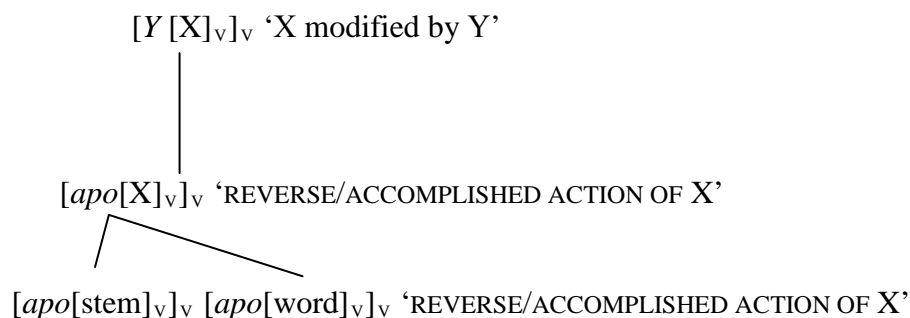 [Y [X]v]v ‘X modified by Y’
[apo[X]v]v ‘REVERSE/ACCOMPLISHED ACTION OF X’
[apo[stem]v]v [apo[word]v]v ‘REVERSE/ACCOMPLISHED ACTION OF X’